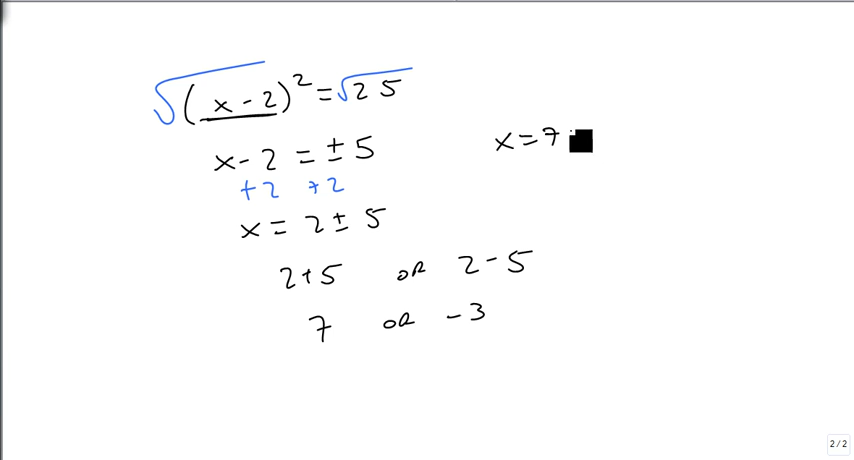 √(x-2)² = √25
x - 2 = ± 5
+2 +2
x = 2 ± 5
2+5 OR 2-5
7 OR -3
x = 7
2 / 2